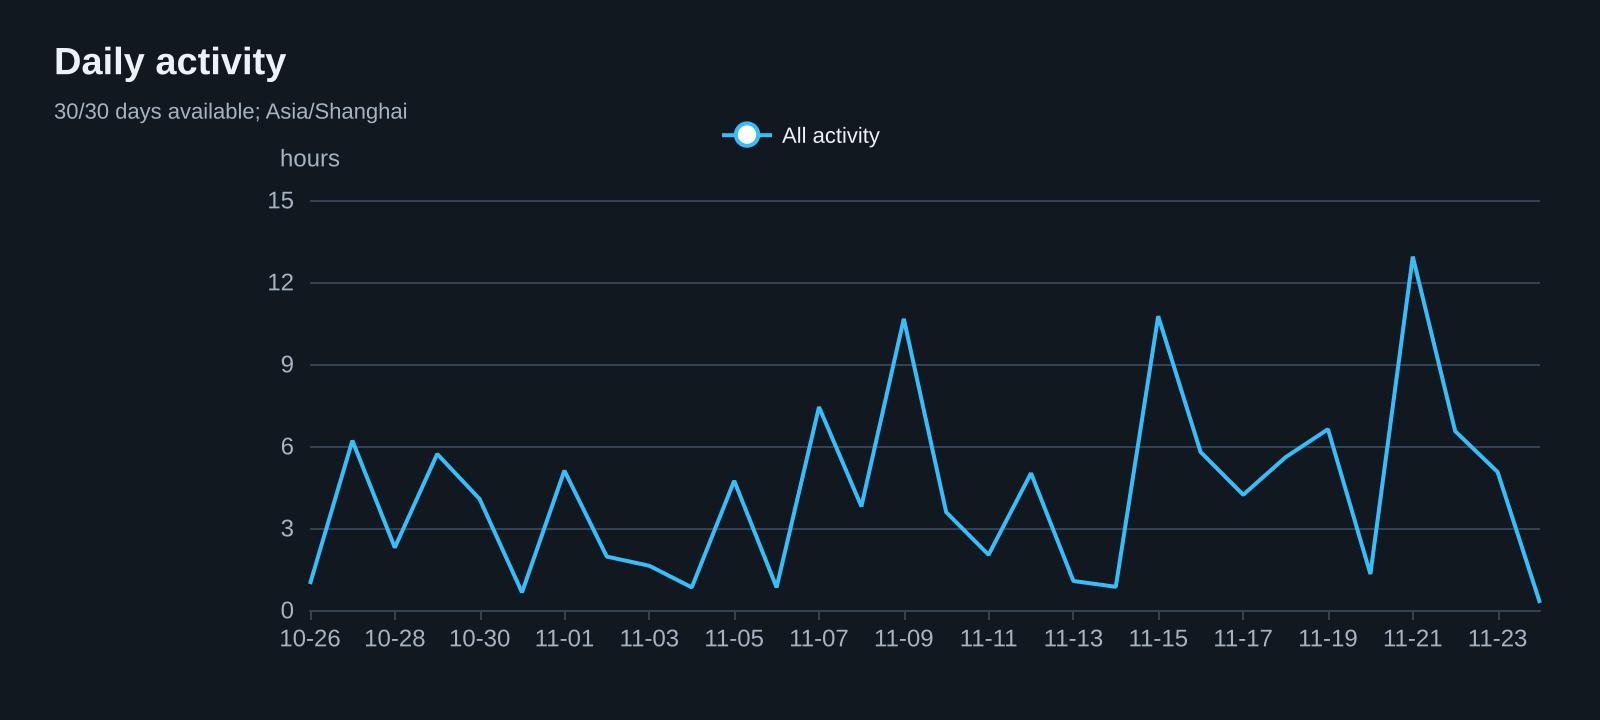 Daily activity
30/30 days available; Asia/Shanghai
All activity
hours
15
12
9
6
3
0
10-26 10-28 10-30 11-01 11-03 11-05 11-07 11-09 11-11 11-13 11-15 11-17 11-19 11-21 11-23